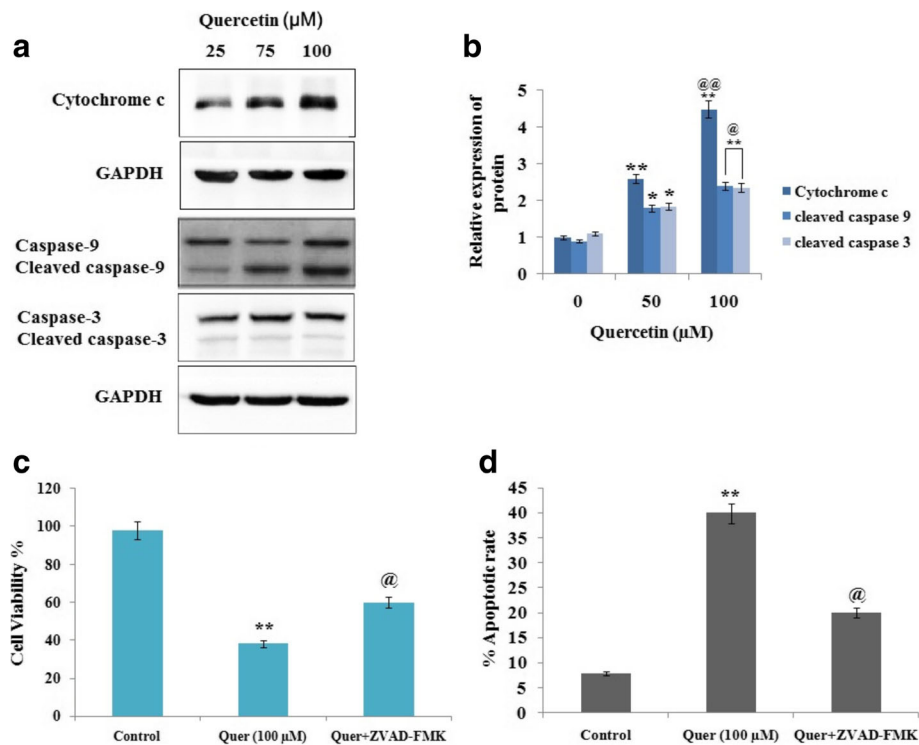 a
Quercetin (μM)
25 75 100
Cytochrome c
GAPDH
Caspase-9
Cleaved caspase-9
Caspase-3
Cleaved caspase-3
GAPDH
b
Relative expression of
protein
6
5
4
3
2
1
0
** * *
@@
**
@
**
0 50 100
Quercetin (μM)
Cytochrome c
cleaved caspase 9
cleaved caspase 3
c
Cell Viability %
120
100
80
60
40
20
0
**
@
Control Quer (100 μM) Quer+ZVAD-FMK
d
% Apoptotic rate
45
40
35
30
25
20
15
10
5
0
**
@
Control Quer (100 μM) Quer+ZVAD-FMK